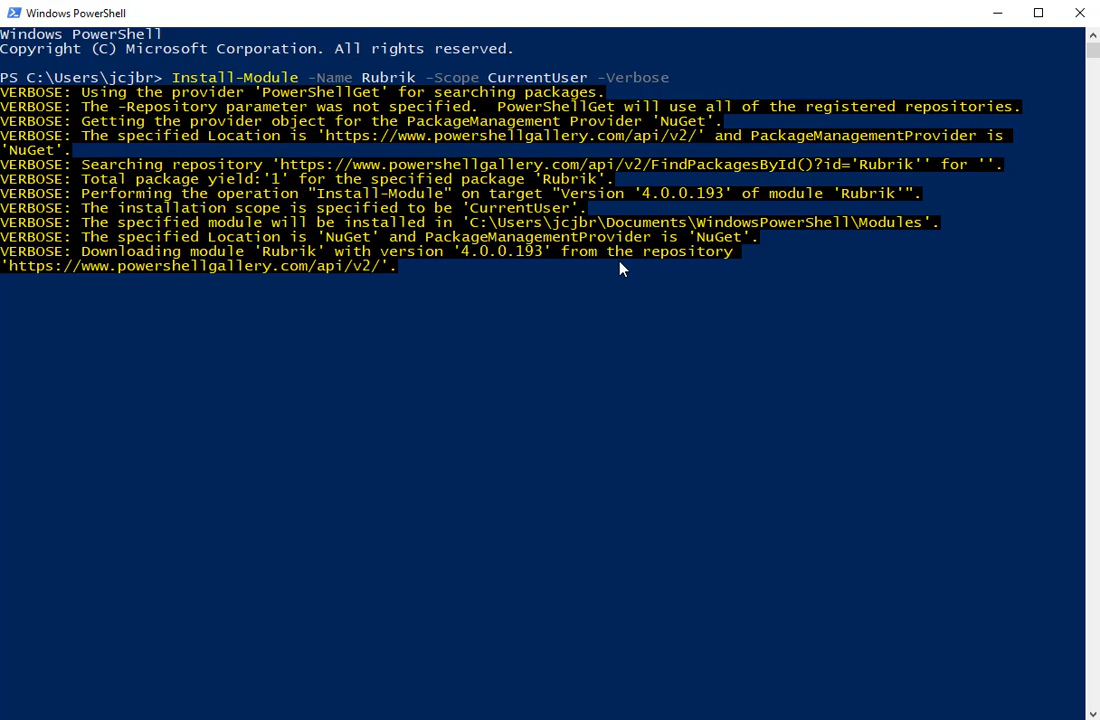 Windows PowerShell
Windows PowerShell
Copyright (C) Microsoft Corporation. All rights reserved.
PS C:\Users\jcjbr> Install-Module -Name Rubrik -Scope CurrentUser -Verbose
VERBOSE: Using the provider 'PowerShellGet' for searching packages.
VERBOSE: The -Repository parameter was not specified.  PowerShellGet will use all of the registered repositories.
VERBOSE: Getting the provider object for the PackageManagement Provider 'NuGet'.
VERBOSE: The specified Location is 'https://www.powershellgallery.com/api/v2/' and PackageManagementProvider is
'NuGet'.
VERBOSE: Searching repository 'https://www.powershellgallery.com/api/v2/FindPackagesById()?id='Rubrik'' for ''.
VERBOSE: Total package yield:'1' for the specified package 'Rubrik'.
VERBOSE: Performing the operation "Install-Module" on target "Version '4.0.0.193' of module 'Rubrik'".
VERBOSE: The installation scope is specified to be 'CurrentUser'.
VERBOSE: The specified module will be installed in 'C:\Users\jcjbr\Documents\WindowsPowerShell\Modules'.
VERBOSE: The specified Location is 'NuGet' and PackageManagementProvider is 'NuGet'.
VERBOSE: Downloading module 'Rubrik' with version '4.0.0.193' from the repository
'https://www.powershellgallery.com/api/v2/'.